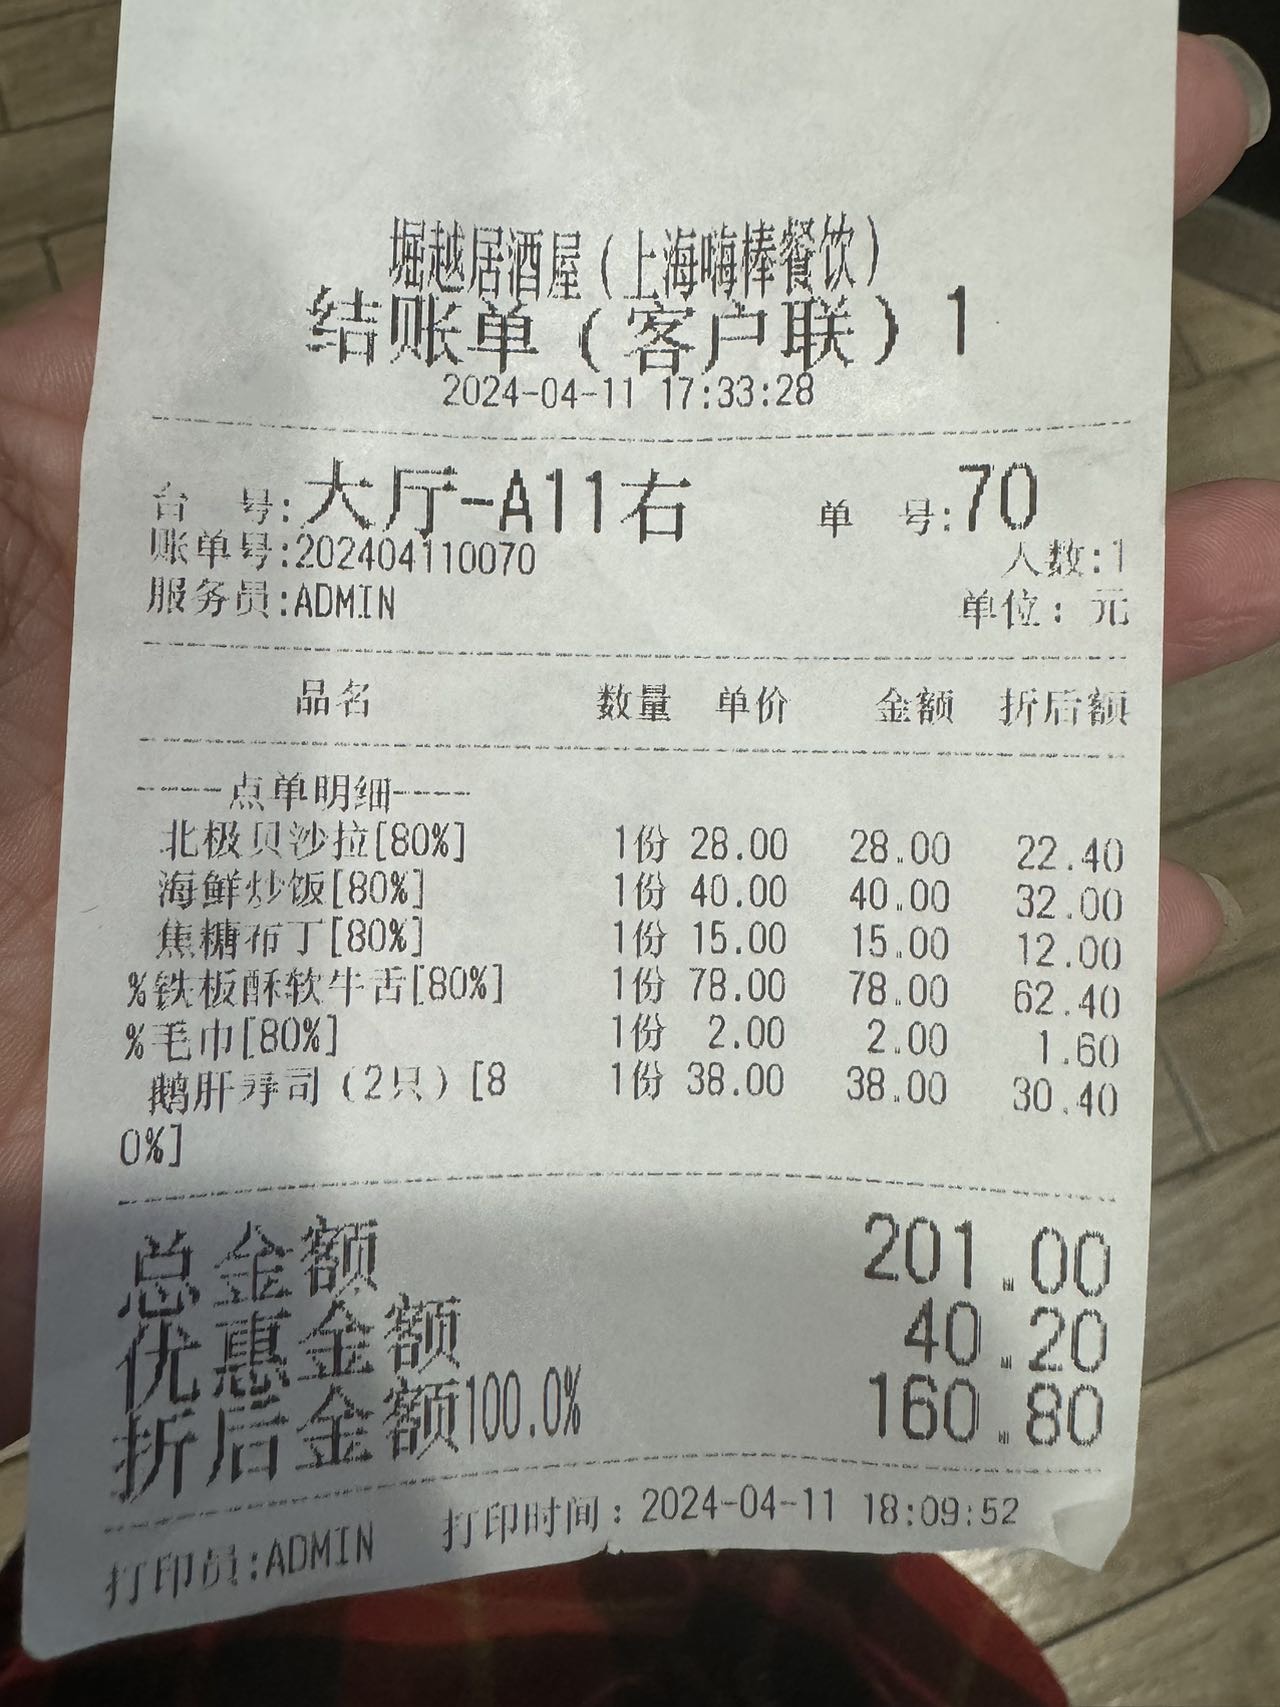 堀越居酒屋（上海嗨棒餐饮）
结账单（客户联）1
2024-04-11 17:33:28
台 号:大厅-A11右 单 号:70
账单号:202404110070 人数:1
服务员:ADMIN 单位：元
品名 数量 单价 金额 折后额
----点单明细----
北极贝沙拉[80%] 1份 28.00 28.00 22.40
海鲜炒饭[80%] 1份 40.00 40.00 32.00
焦糖布丁[80%] 1份 15.00 15.00 12.00
%铁板酥软牛舌[80%] 1份 78.00 78.00 62.40
%毛巾[80%] 1份 2.00 2.00 1.60
鹅肝寿司（2只）[8 1份 38.00 38.00 30.40
0%]
总金额 201.00
优惠金额 40.20
折后金额100.0% 160.80
打印员:ADMIN 打印时间：2024-04-11 18:09:52